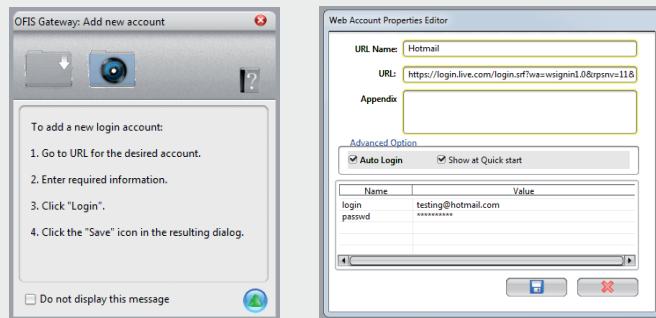 OFIS Gateway: Add new account
To add a new login account:
1. Go to URL for the desired account.
2. Enter required information.
3. Click "Login".
4. Click the "Save" icon in the resulting dialog.
Do not display this message
Web Account Properties Editor
URL Name: Hotmail
URL: https://login.live.com/login.srf?wa=wsignin1.0&rpsnv=11&
Appendix
Advanced Option
Auto Login Show at Quick start
Name Value
login testing@hotmail.com
passwd **********